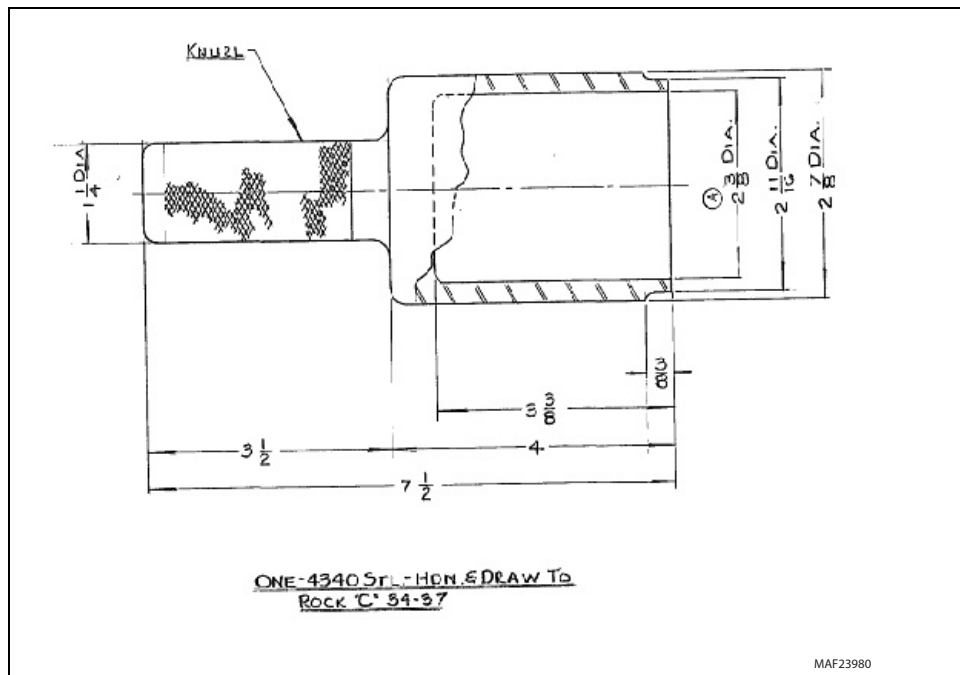 KNURL
1 1/4 DIA.
Ⓐ 2 3/8 DIA.
2 11/16 DIA.
2 7/8 DIA.
3/8
3 3/8
3 1/2
4
7 1/2
ONE-4340 STL-HDN. & DRAW TO
ROCK "C" 34-37
MAF23980